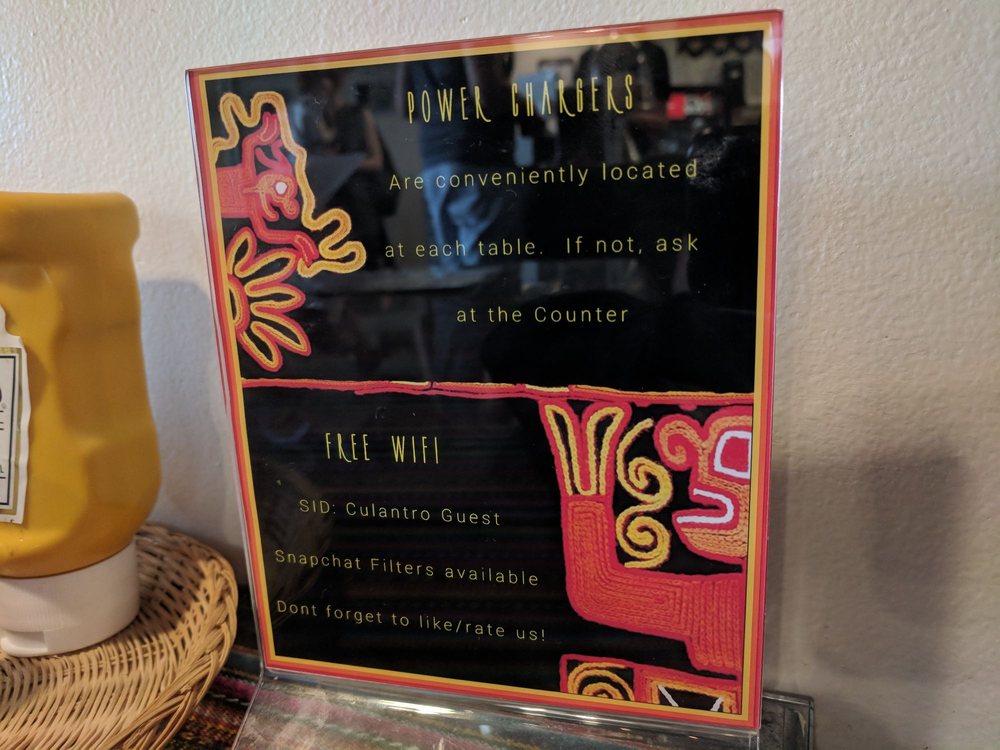 POWER CHARGERS
Are conveniently located
at each table. If not, ask
at the Counter
FREE WIFI
SID: Culantro Guest
Snapchat Filters available
Dont forget to like/rate us!